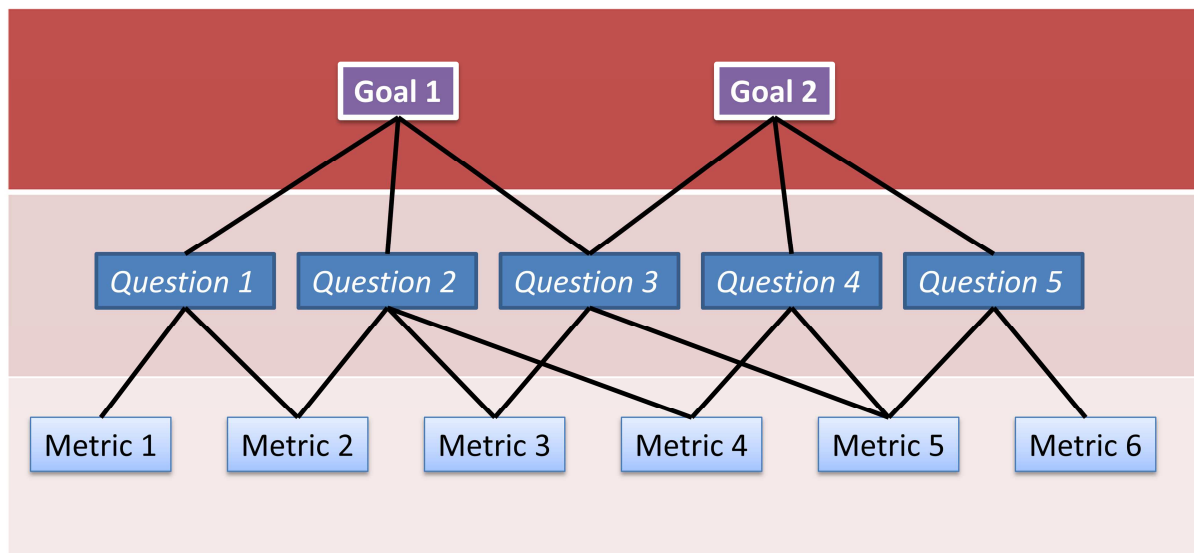 Goal 1
Goal 2
Question 1
Question 2
Question 3
Question 4
Question 5
Metric 1
Metric 2
Metric 3
Metric 4
Metric 5
Metric 6